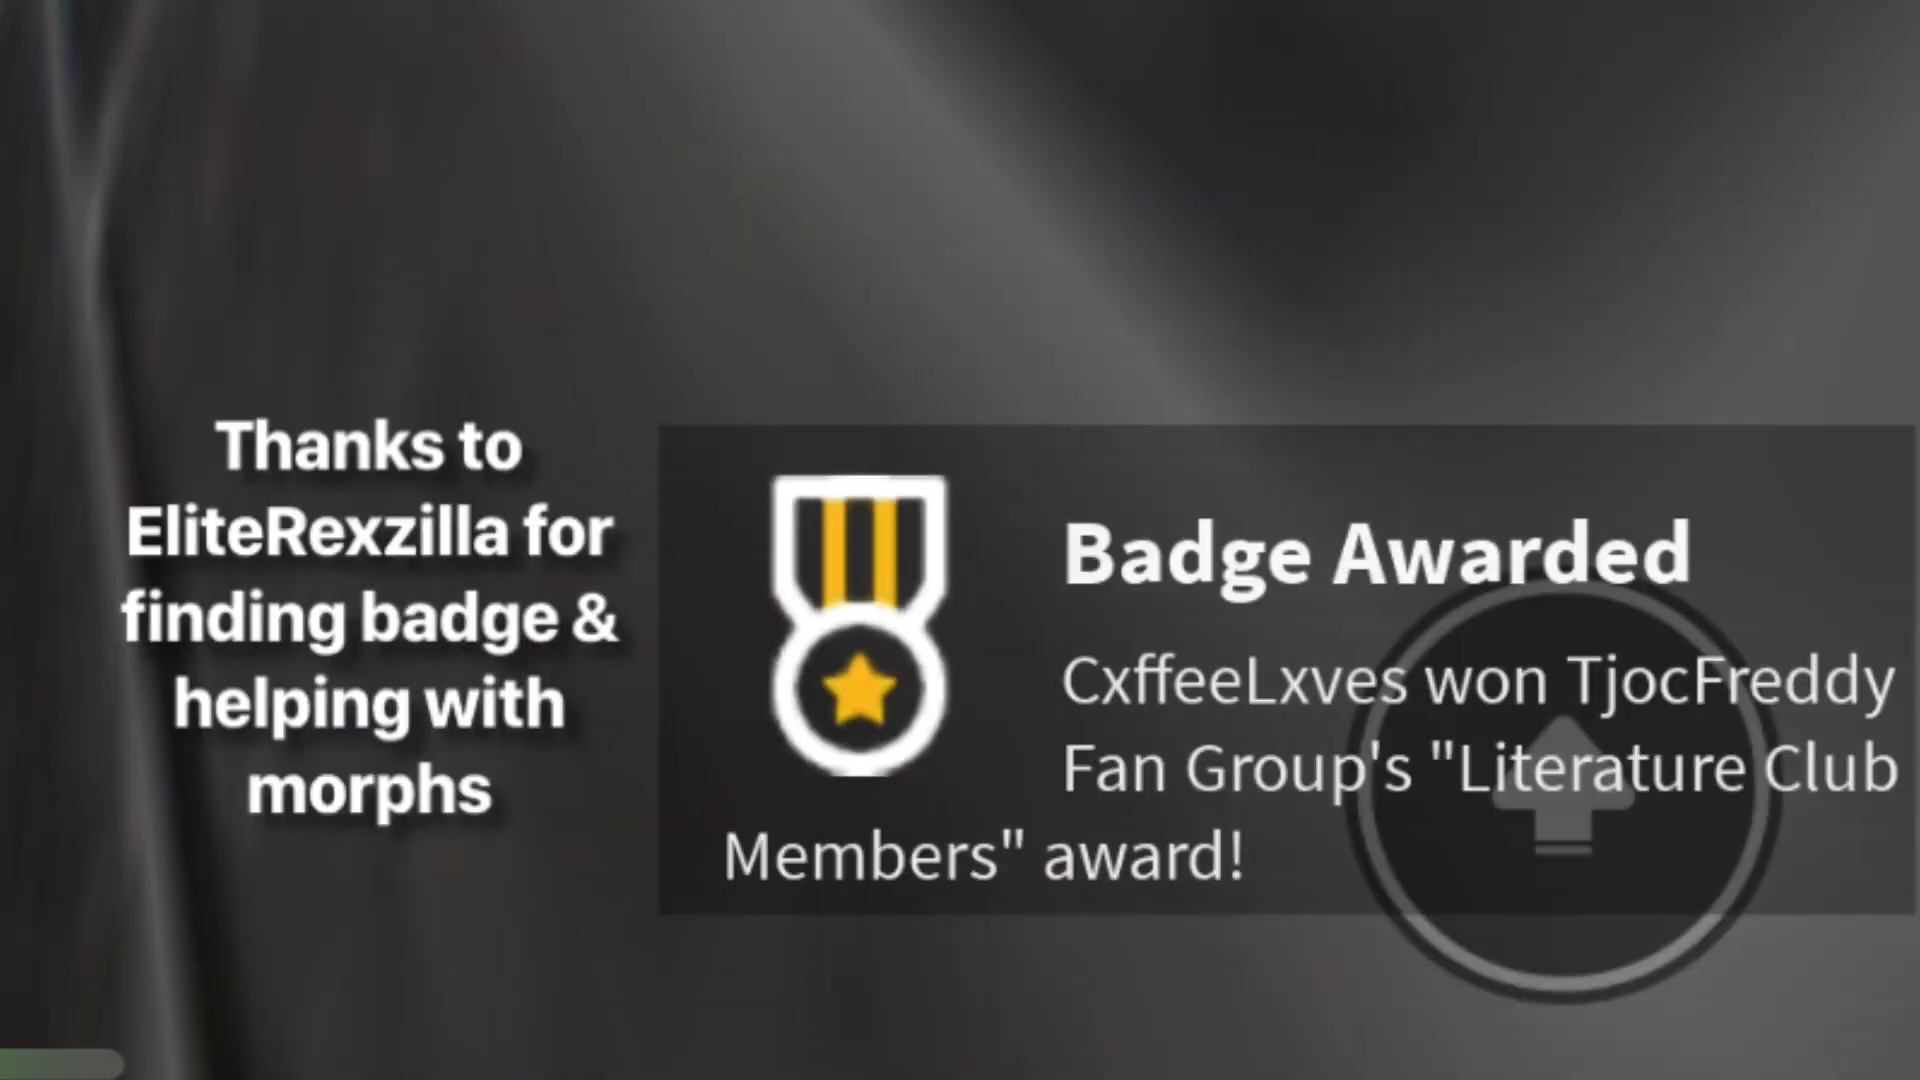 Thanks to
EliteRexzilla for
finding badge &
helping with
morphs
Badge Awarded
CxffeeLxves won TjocFreddy
Fan Group's "Literature Club
Members" award!